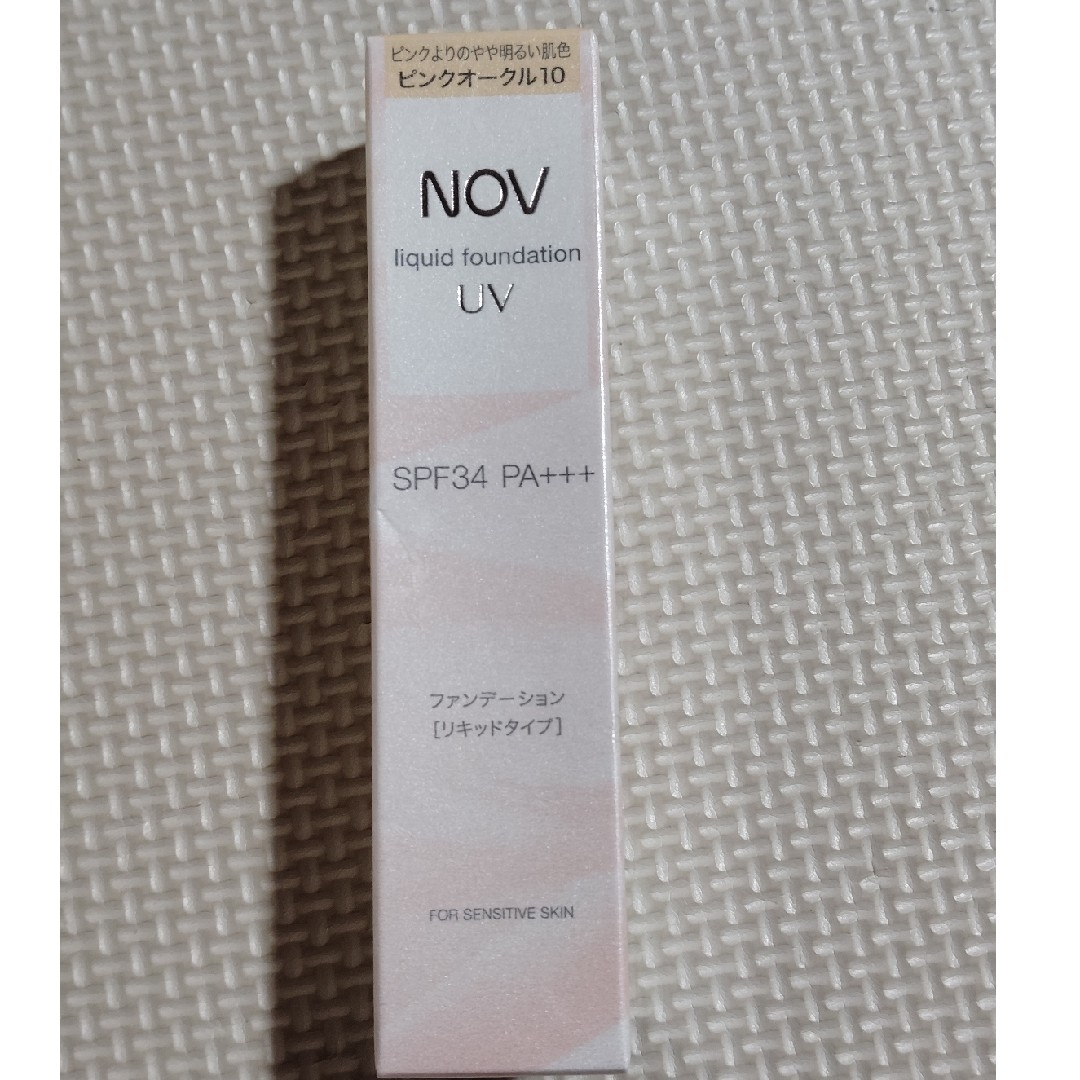 ピンクよりのやや明るい肌色
ピンクオークル10
NOV
liquid foundation
UV
SPF34 PA+++
ファンデーション
[リキッドタイプ]
FOR SENSITIVE SKIN